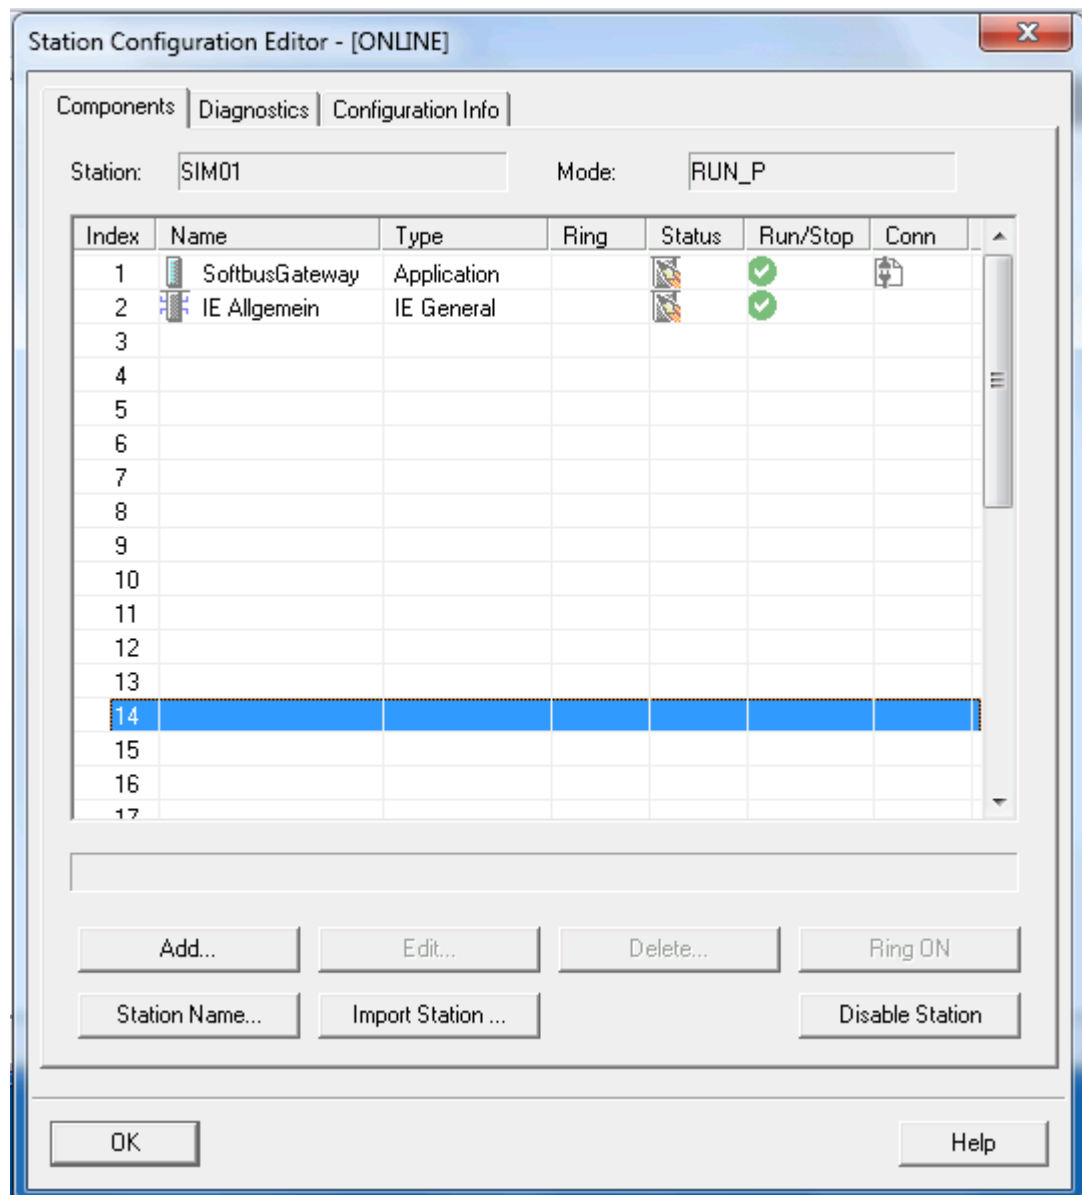 Station Configuration Editor - [ONLINE]
Components Diagnostics Configuration Info
Station: SIM01 Mode: RUN_P
Index Name Type Ring Status Run/Stop Conn
1 SoftbusGateway Application
2 IE Allgemein IE General
3
4
5
6
7
8
9
10
11
12
13
14
15
16
17
Add... Edit... Delete... Ring ON
Station Name... Import Station ... Disable Station
OK Help